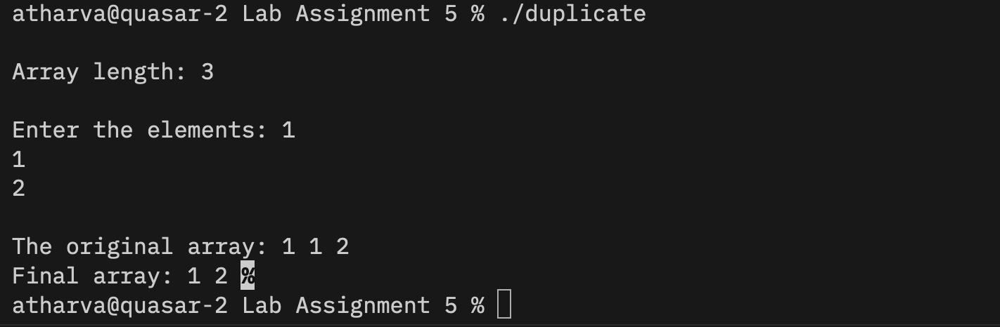 atharva@quasar-2 Lab Assignment 5 % ./duplicate
Array length: 3
Enter the elements: 1
1
2
The original array: 1 1 2
Final array: 1 2 %
atharva@quasar-2 Lab Assignment 5 %